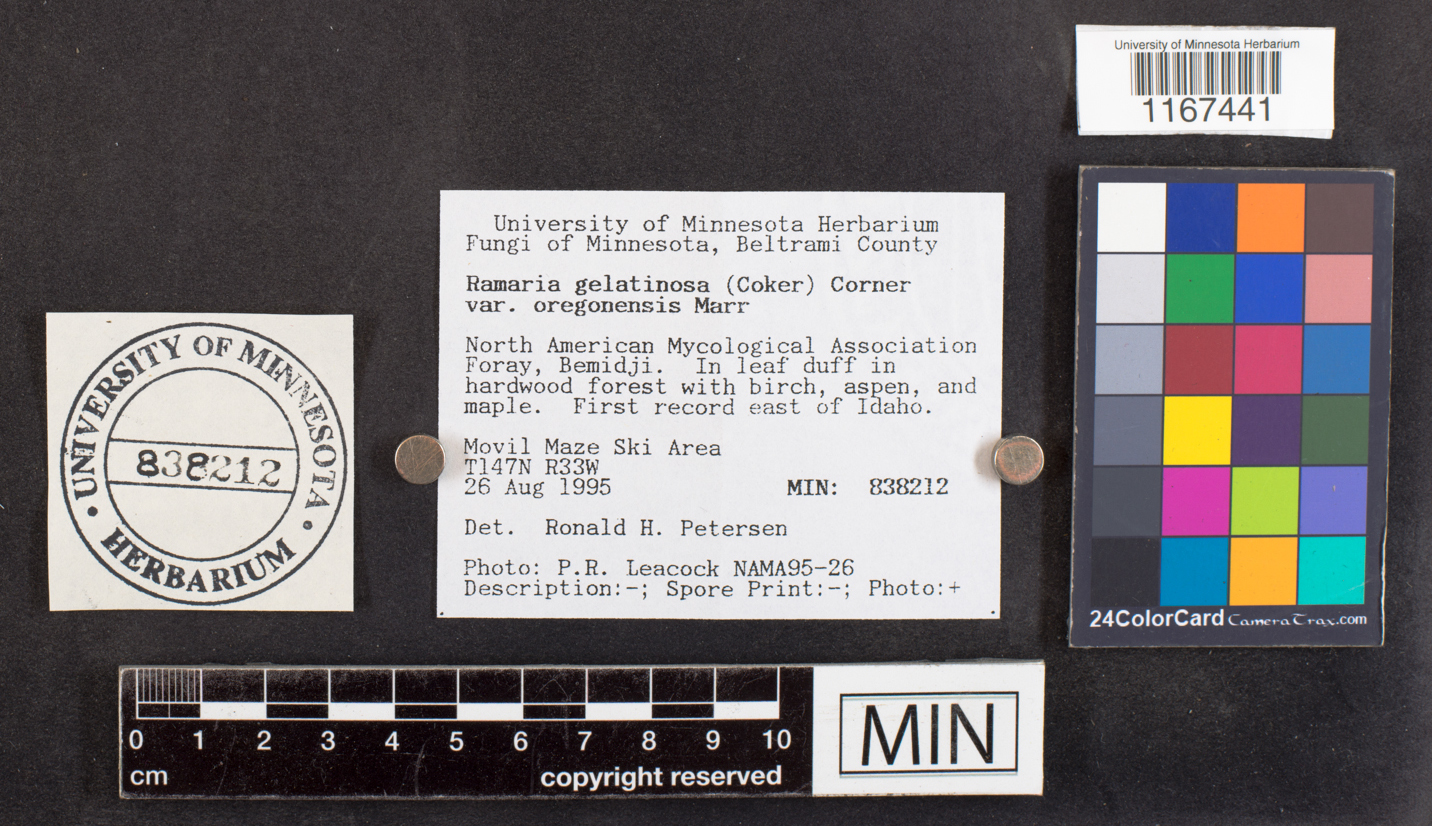 University of Minnesota Herbarium
1167441
University of Minnesota Herbarium
Fungi of Minnesota, Beltrami County
Ramaria gelatinosa (Coker) Corner
var. oregonensis Marr
North American Mycological Association
Foray, Bemidji. In leaf duff in
hardwood forest with birch, aspen, and
maple. First record east of Idaho.
Movil Maze Ski Area
T147N R33W
26 Aug 1995 MIN: 838212
Det. Ronald H. Petersen
Photo: P.R. Leacock NAMA95-26
Description:-; Spore Print:-; Photo:+
UNIVERSITY OF MINNESOTA
838212
HERBARIUM
24ColorCard CameraTrax.com
0 1 2 3 4 5 6 7 8 9 10
cm copyright reserved
MIN